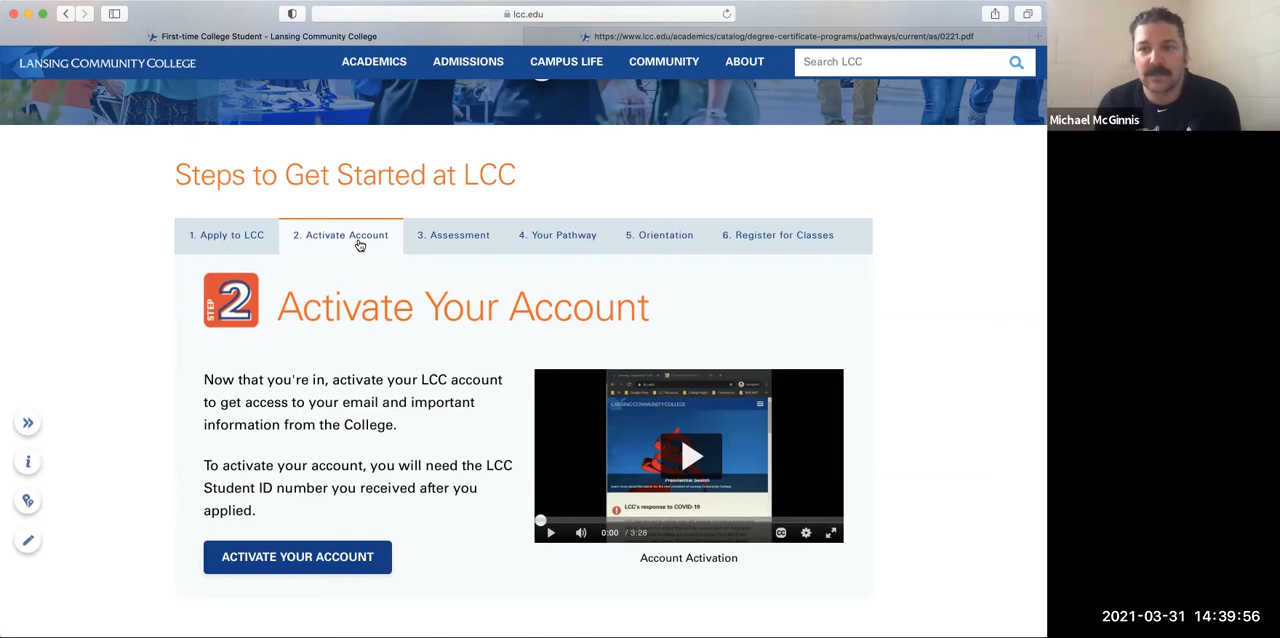 lcc.edu
First-time College Student - Lansing Community College
https://www.lcc.edu/academics/catalog/degree-certificate-programs/pathways/current/as/0221.pdf
LANSING COMMUNITY COLLEGE
ACADEMICS
ADMISSIONS
CAMPUS LIFE
COMMUNITY
ABOUT
Search LCC
Michael McGinnis
Steps to Get Started at LCC
1. Apply to LCC
2. Activate Account
3. Assessment
4. Your Pathway
5. Orientation
6. Register for Classes
STEP 2
Activate Your Account
Now that you're in, activate your LCC account
to get access to your email and important
information from the College.
To activate your account, you will need the LCC
Student ID number you received after you
applied.
ACTIVATE YOUR ACCOUNT
LANSING COMMUNITY COLLEGE
Presidential Search
LCC's response to COVID-19
0:00 / 3:28
CC
Account Activation
2021-03-31 14:39:56